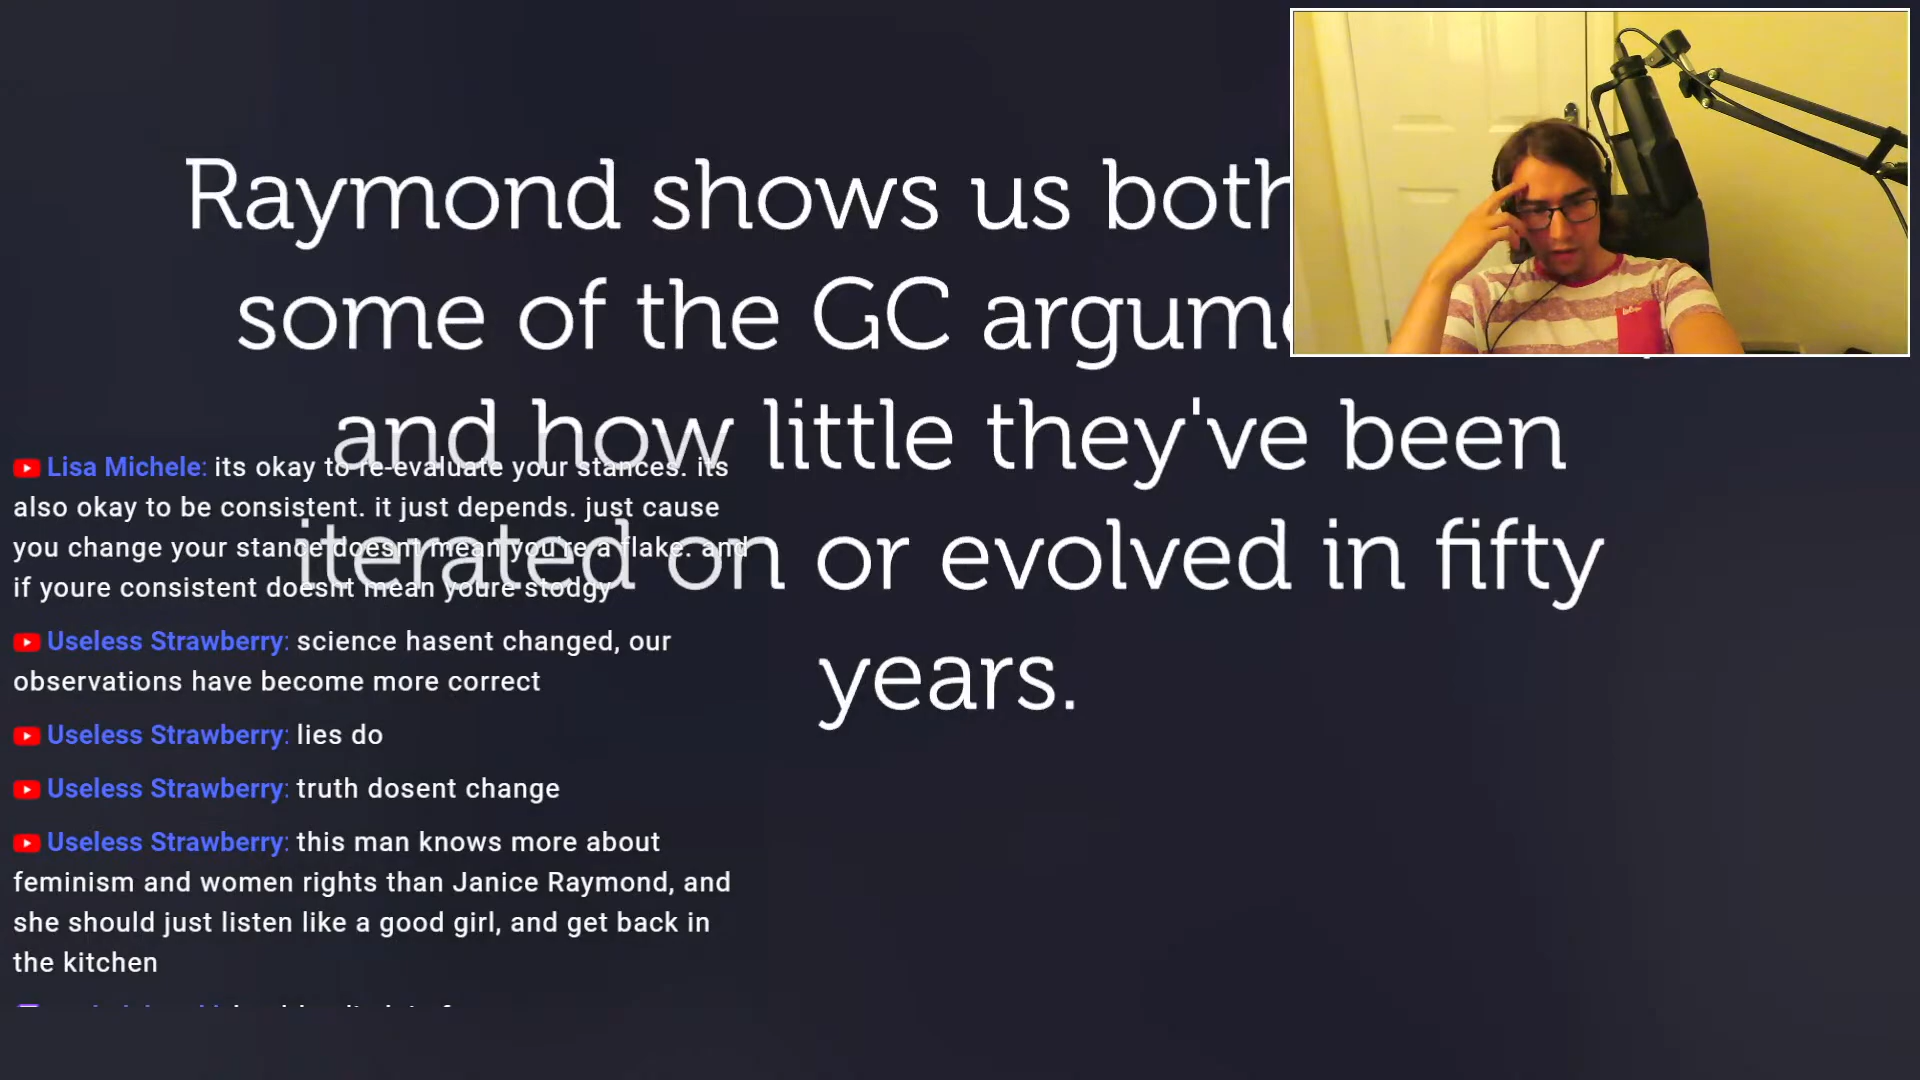 Raymond shows us both
some of the GC
and how little they've been
iterated on or evolved in fifty
years.
Lisa Michele: its okay to re-evaluate your stances. its
also okay to be consistent. it just depends. just cause
you change your stance doesnt mean you're a flake. and
if youre consistent doesnt mean youre stodgy
Useless Strawberry: science hasent changed, our
observations have become more correct
Useless Strawberry: lies do
Useless Strawberry: truth dosent change
Useless Strawberry: this man knows more about
feminism and women rights than Janice Raymond, and
she should just listen like a good girl, and get back in
the kitchen